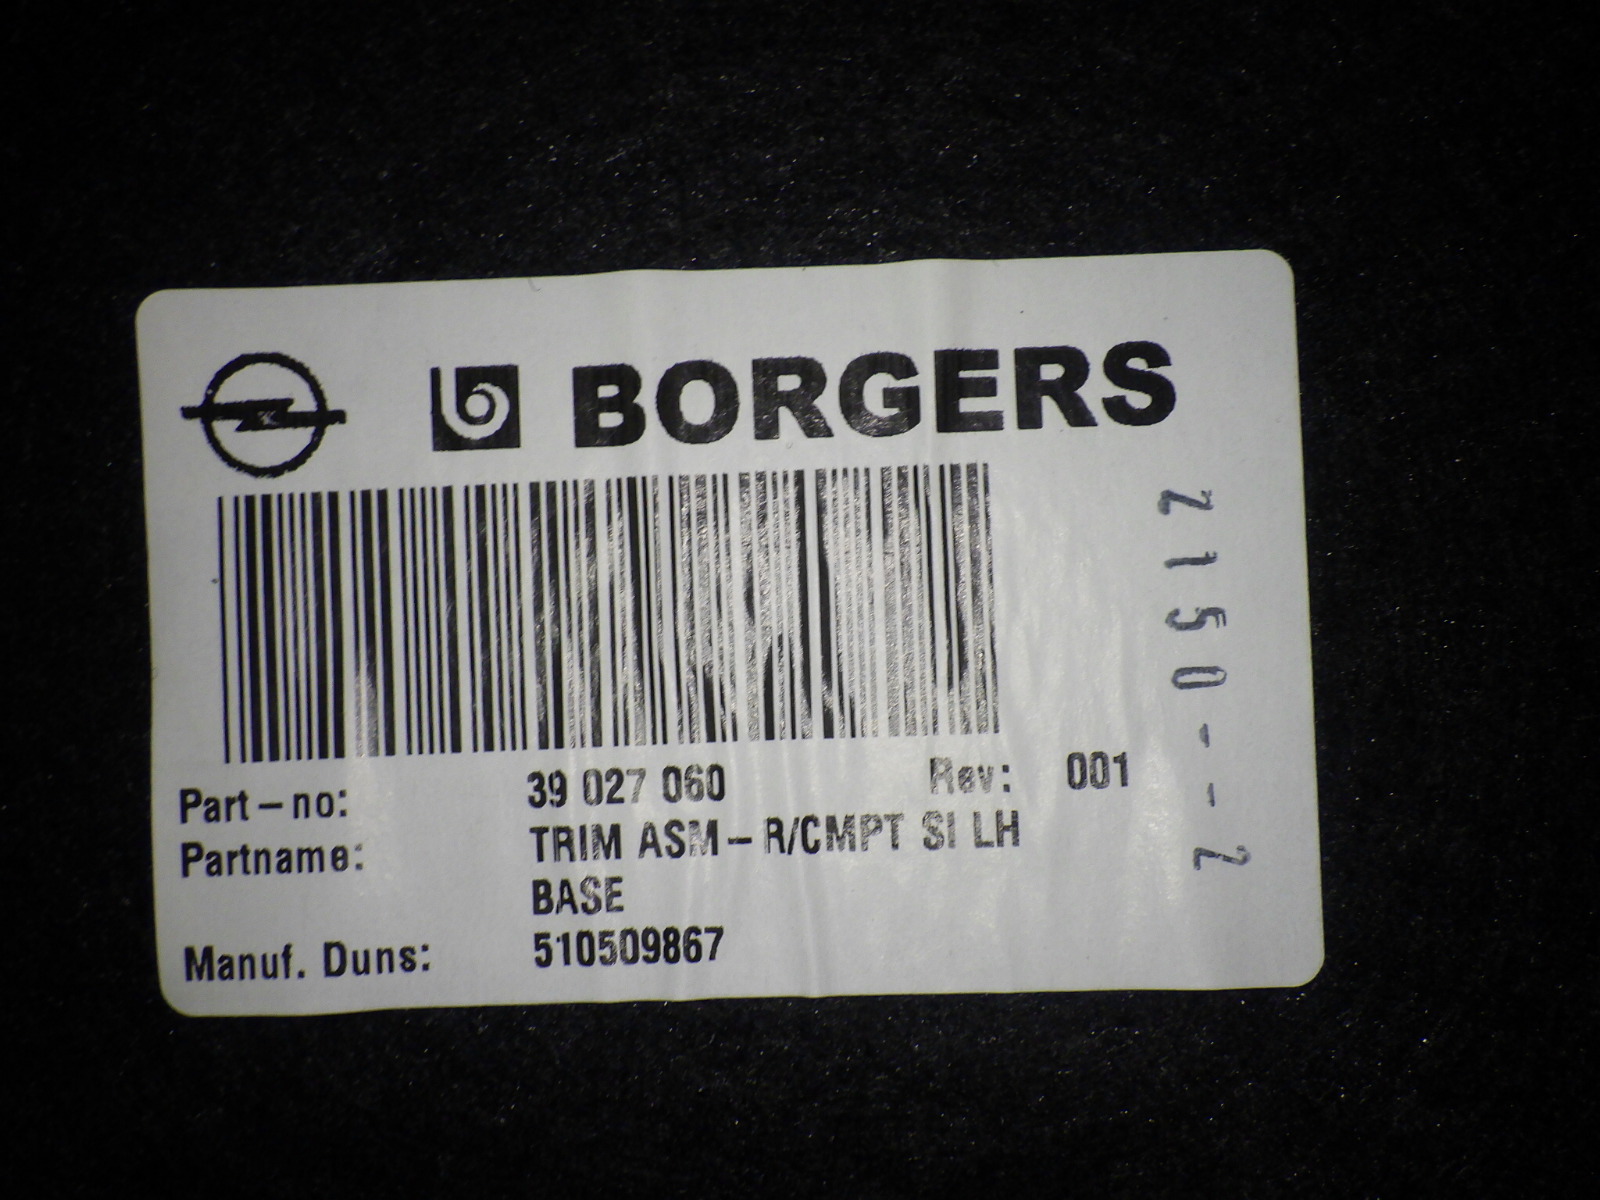 BORGERS
Part-no: 39 027 060 Rev: 001
Partname: TRIM ASM-R/CMPT SI LH
BASE
Manuf. Duns: 510509867
2150--2